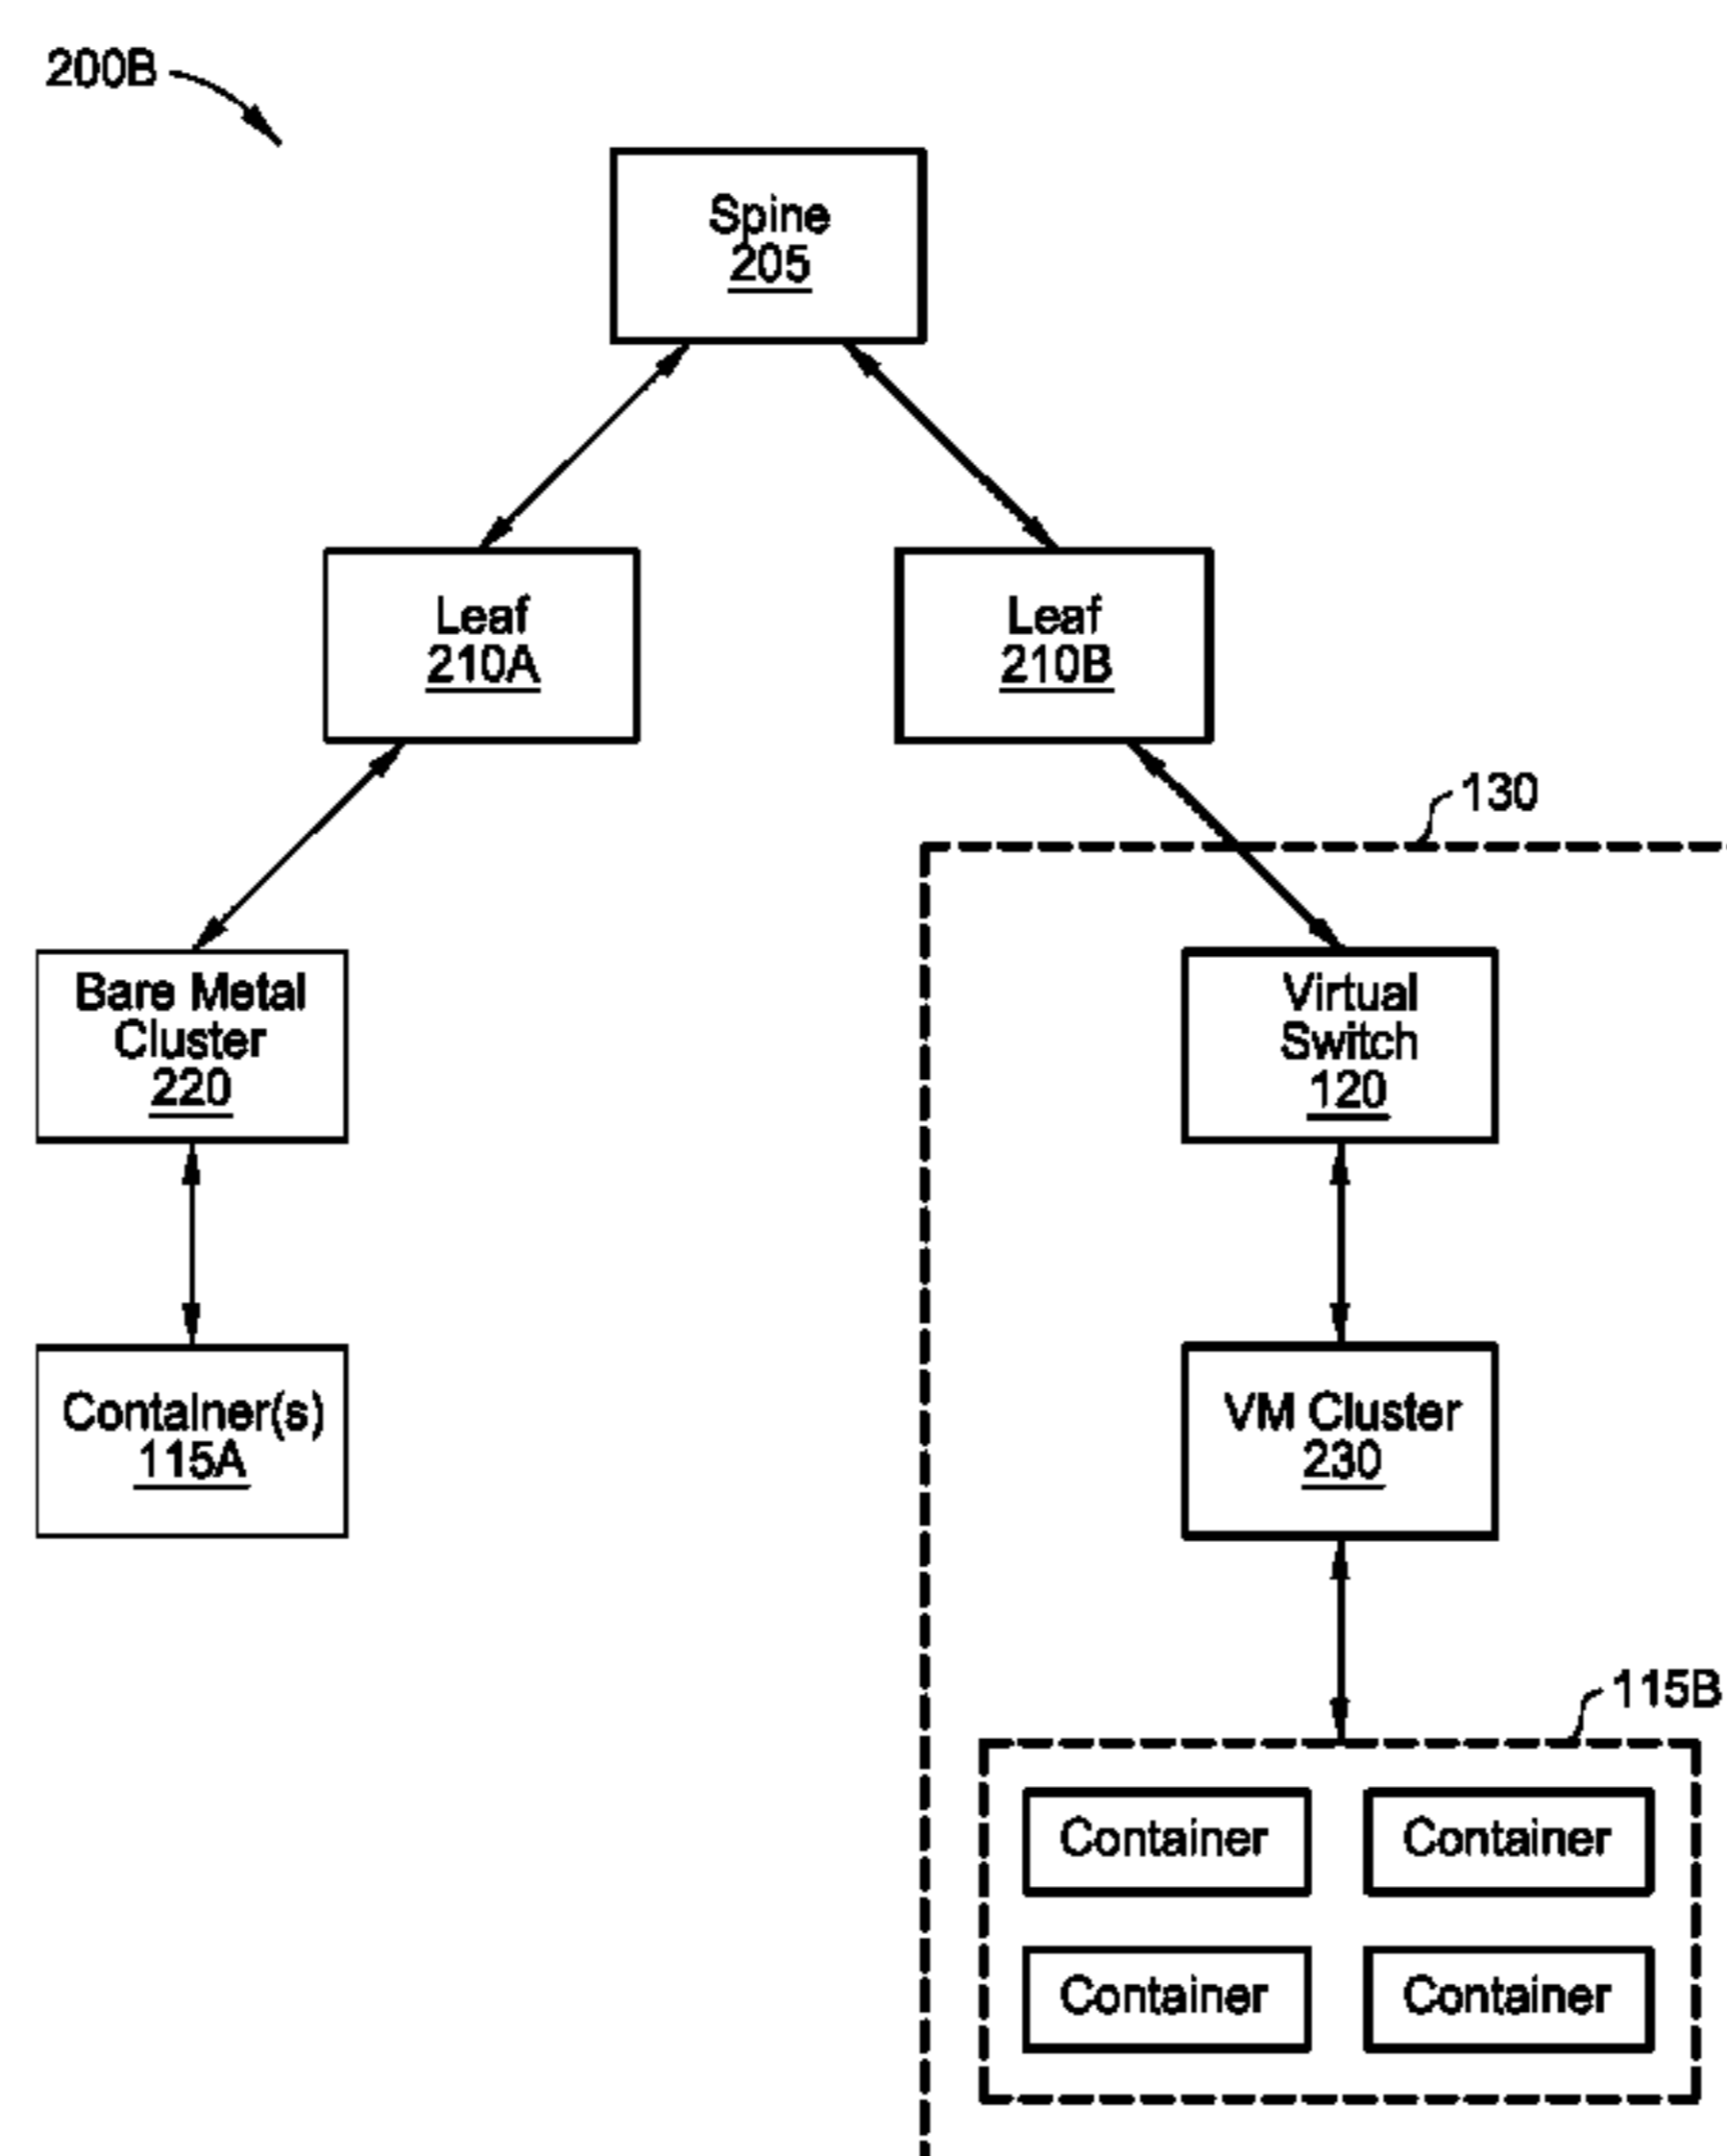 200B
Spine
205
Leaf
210A
Leaf
210B
130
Bare Metal
Cluster
220
Virtual
Switch
120
Container(s)
115A
VM Cluster
230
115B
Container
Container
Container
Container